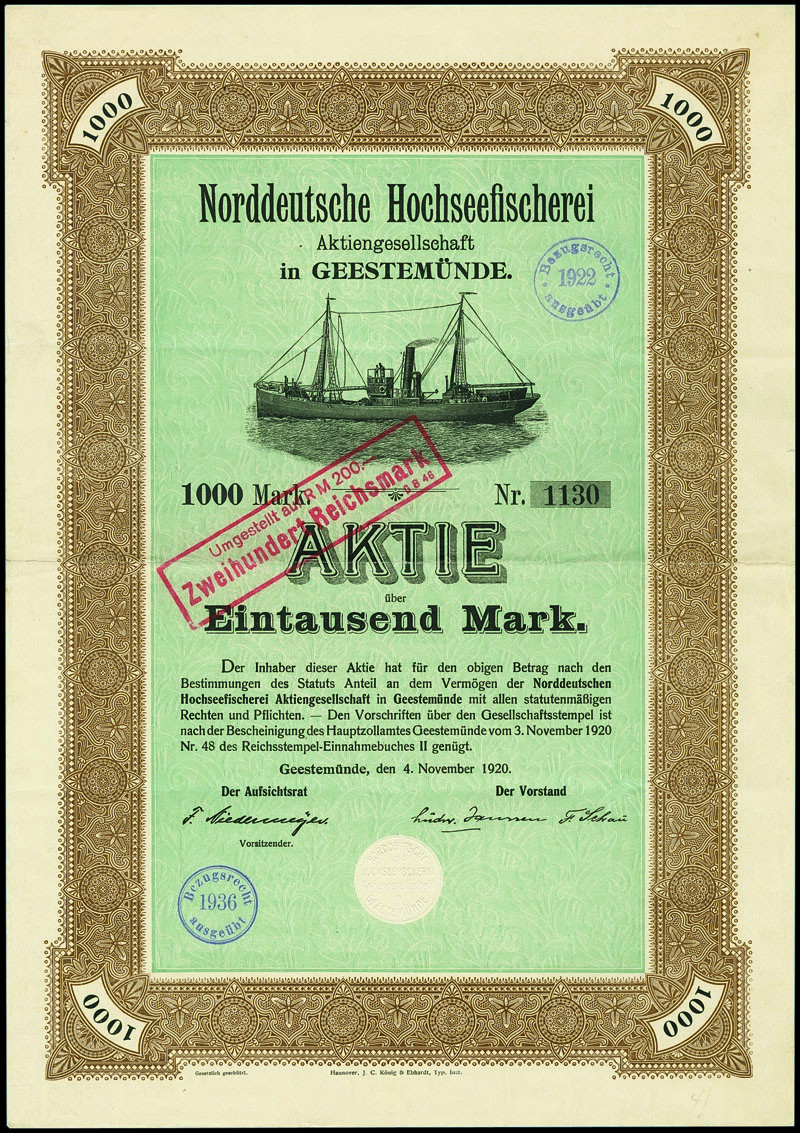 1000
1000
Norddeutsche Hochseefischerei
Aktiengesellschaft
in GEESTEMÜNDE.
Bezugsrecht
1922
ausgeübt
1000 Mark.
Nr. 1130
Umgestellt auf RM 200.—
Zweihundert Reichsmark
AKTIE
über
Eintausend Mark.
Der Inhaber dieser Aktie hat für den obigen Betrag nach den
Bestimmungen des Statuts Anteil an dem Vermögen der Norddeutschen
Hochseefischerei Aktiengesellschaft in Geestemünde mit allen statutenmäßigen
Rechten und Pflichten. — Den Vorschriften über den Gesellschaftsstempel ist
nach der Bescheinigung des Hauptzollamtes Geestemünde vom 3. November 1920
Nr. 48 des Reichsstempel-Einnahmebuches II genügt.
Geestemünde, den 4. November 1920.
Der Aufsichtsrat
Der Vorstand
F. Niedermeyer.
Janssen F. Schau
Vorsitzender.
Bezugsrecht
1936
ausgeübt
GEESTEMÜNDE
1000
1000
Gesetzlich geschützt.
Hannover, J. C. König & Ebhardt, Typ. Inst.